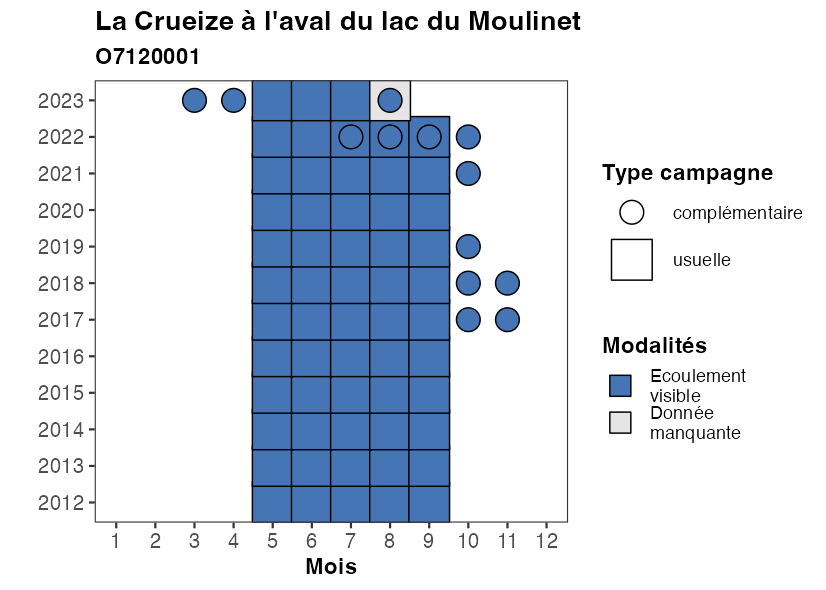 La Crueize à l'aval du lac du Moulinet
O7120001
2023
2022
2021
2020
2019
2018
2017
2016
2015
2014
2013
2012
1 2 3 4 5 6 7 8 9 10 11 12
Mois
Type campagne
complémentaire
usuelle
Modalités
Ecoulement
visible
Donnée
manquante